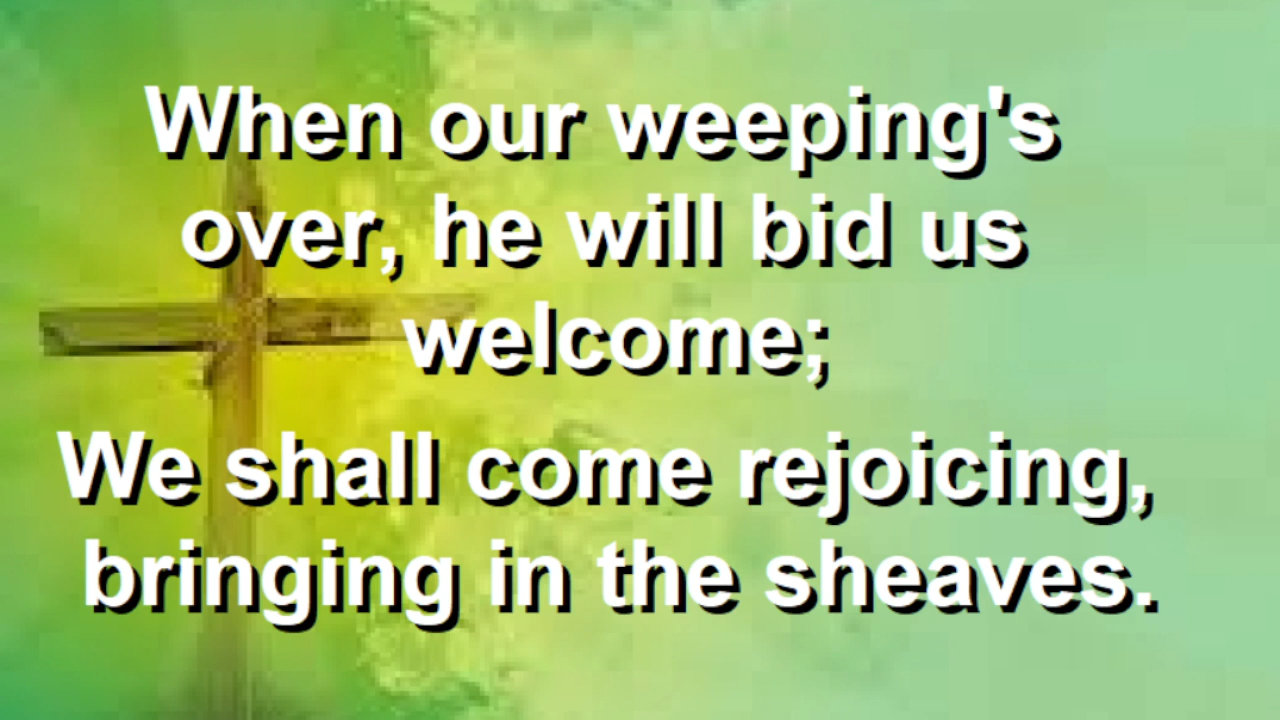 When our weeping's
over, he will bid us
welcome;
We shall come rejoicing,
bringing in the sheaves.